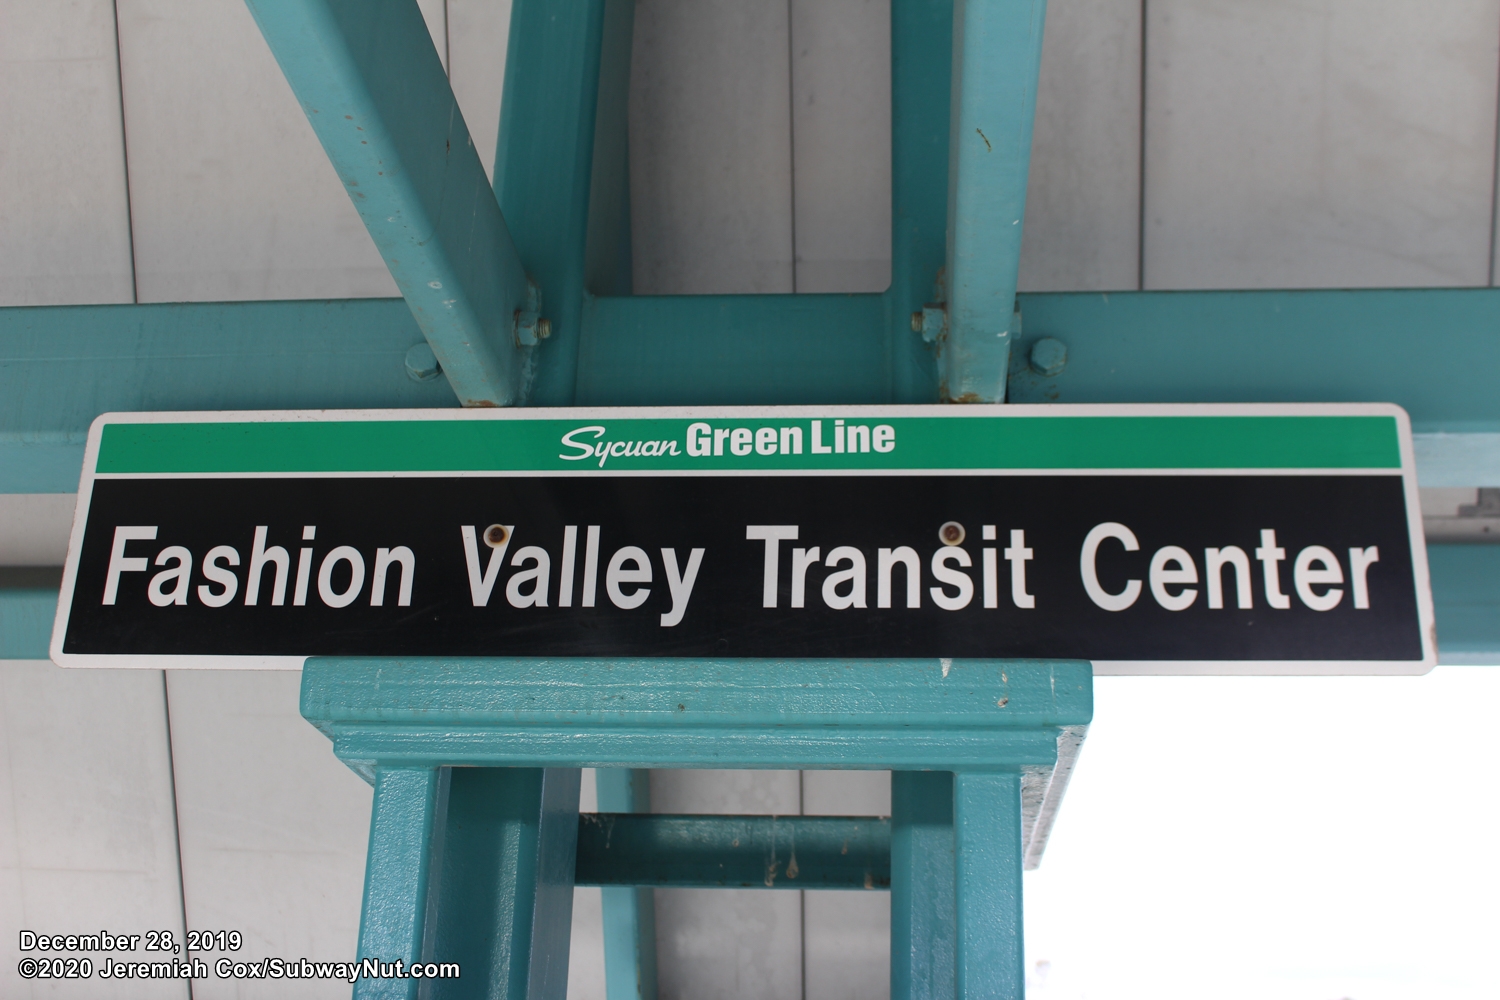 Sycuan Green Line
Fashion Valley Transit Center
December 28, 2019
©2020 Jeremiah Cox/SubwayNut.com